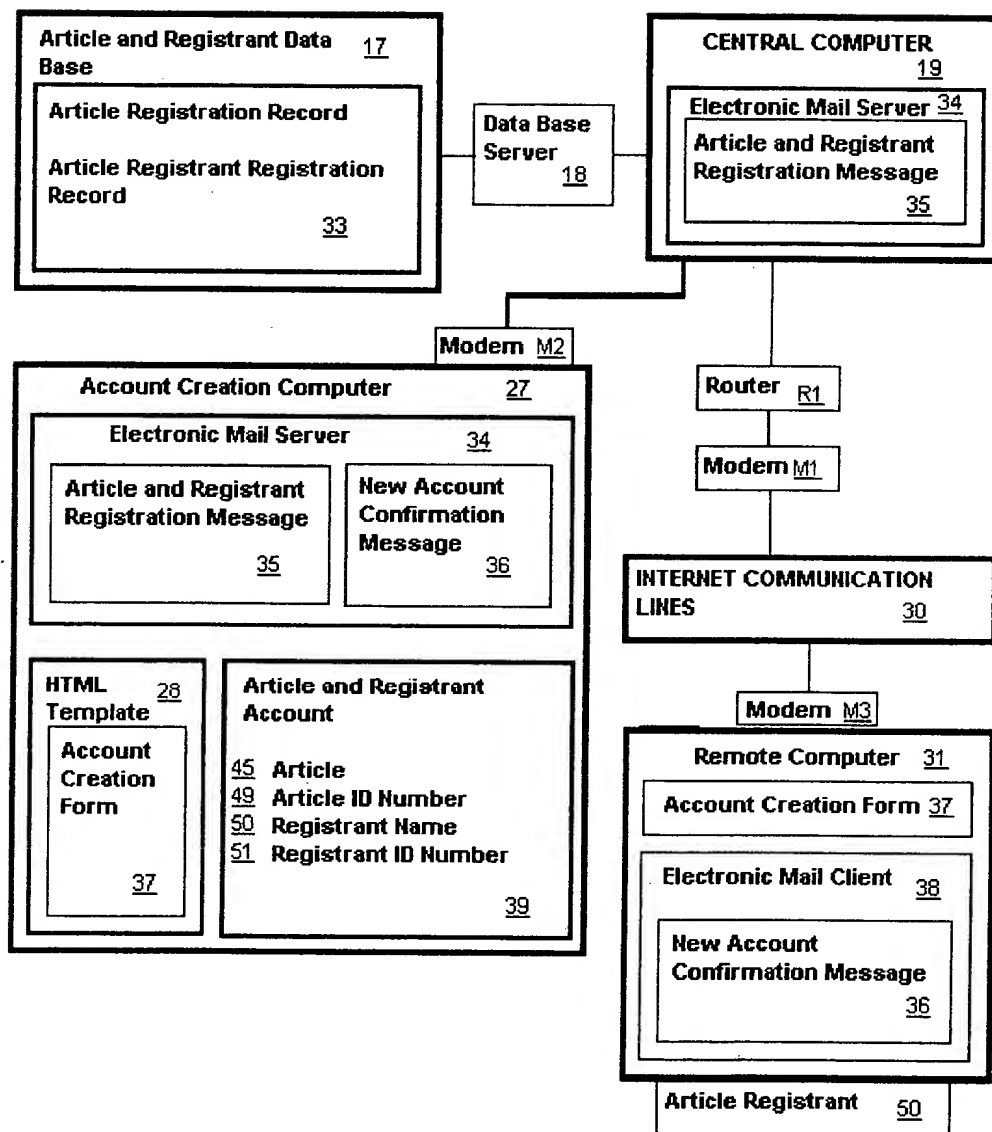 Article and Registrant Data 17
Base
Article Registration Record
Article Registrant Registration
Record
33
Data Base
Server
18
CENTRAL COMPUTER
19
Electronic Mail Server 34
Article and Registrant
Registration Message
35
Modem M2
Account Creation Computer 27
Electronic Mail Server 34
Article and Registrant
Registration Message
35
New Account
Confirmation
Message
36
HTML 28
Template
Account
Creation
Form
37
Article and Registrant
Account
45 Article
49 Article ID Number
50 Registrant Name
51 Registrant ID Number
39
Router R1
Modem M1
INTERNET COMMUNICATION
LINES 30
Modem M3
Remote Computer 31
Account Creation Form 37
Electronic Mail Client 38
New Account
Confirmation Message
36
Article Registrant 50